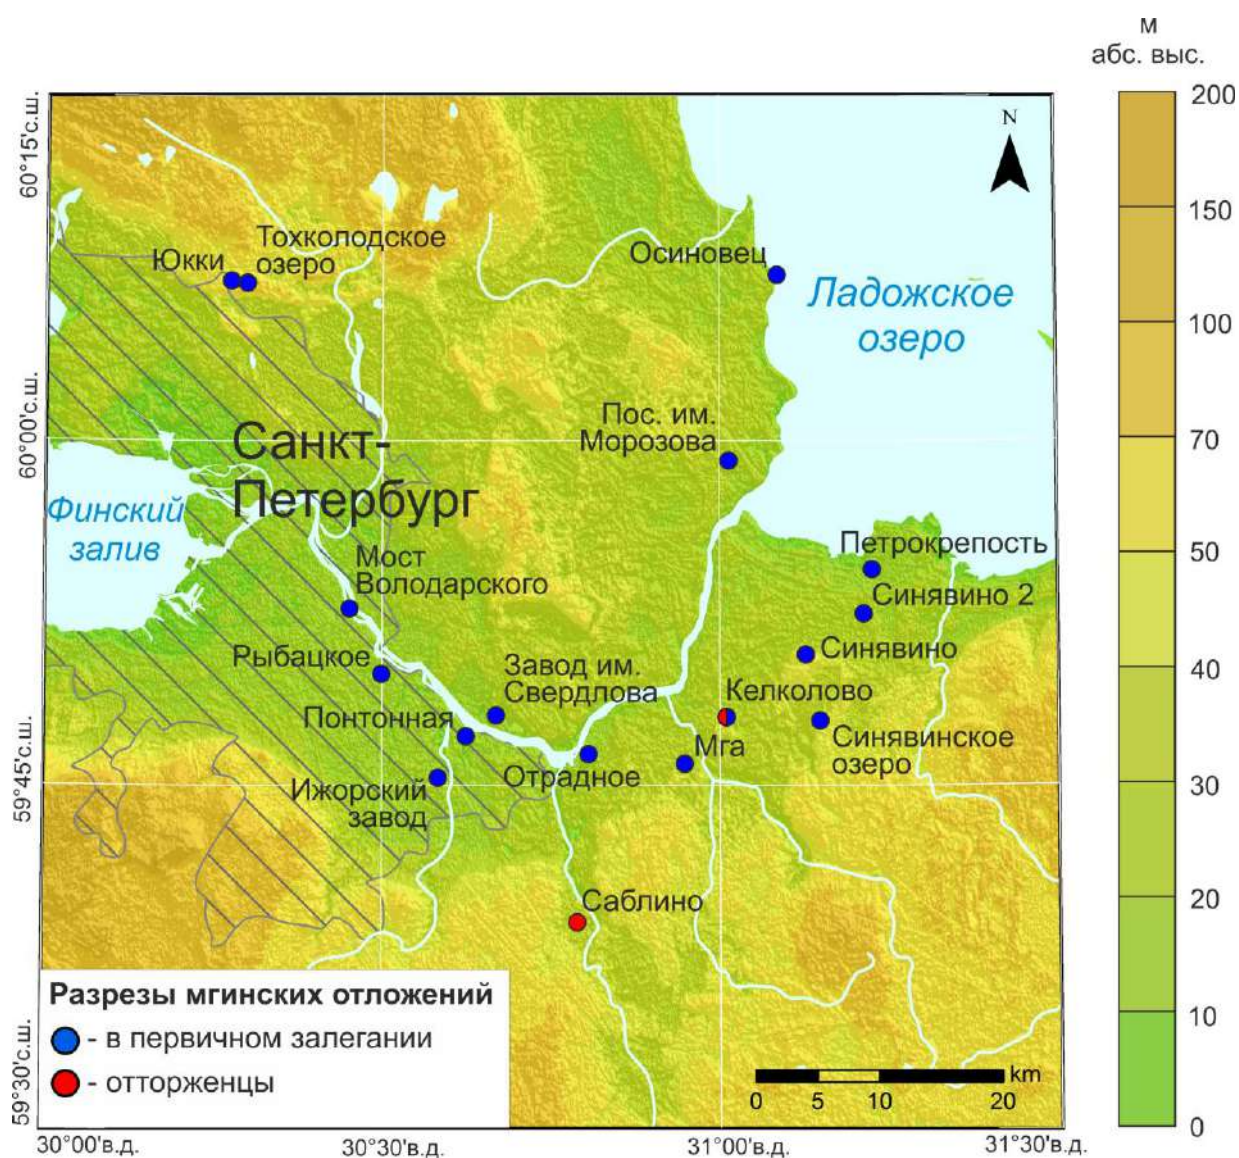 м
абс. выс.
200
150
100
70
50
40
30
20
10
0
60°15'с.ш.
60°00'с.ш.
59°45'с.ш.
59°30'с.ш.
N
Юкки
Тохколодское
озеро
Осиновец
Ладожское
озеро
Пос. им.
Морозова
Санкт-
Петербург
Финский
залив
Мост
Володарского
Петрокрепость
Синявино 2
Рыбацкое
Завод им.
Свердлова
Синявино
Келколово
Понтонная
Мга
Синявинское
озеро
Отрадное
Ижорский
завод
Саблино
Разрезы мгинских отложений
- в первичном залегании
- отторженцы
km
0 5 10 20
30°00'в.д. 30°30'в.д. 31°00'в.д. 31°30'в.д.